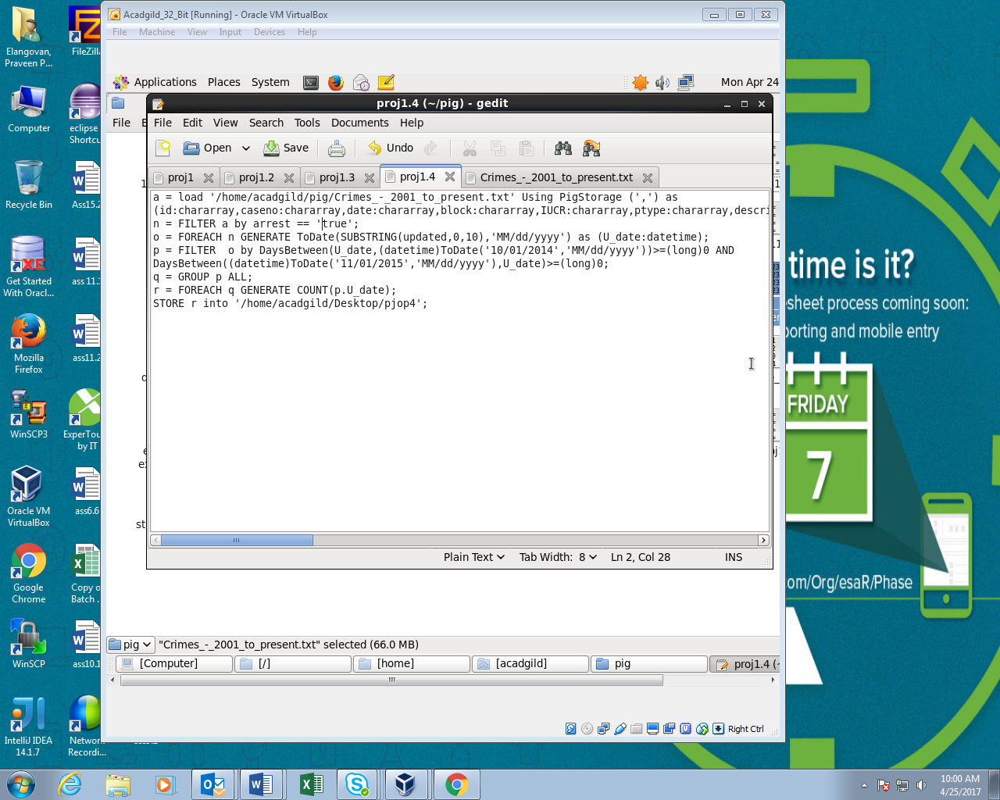 Acadgild_32_Bit [Running] - Oracle VM VirtualBox
File Machine View Input Devices Help
Applications Places System Mon Apr 24
proj1.4 (~/pig) - gedit
File
File Edit View Search Tools Documents Help
Open Save Undo
proj1 proj1.2 proj1.3 proj1.4 Crimes_-_2001_to_present.txt
a = load '/home/acadgild/pig/Crimes_-_2001_to_present.txt' Using PigStorage (',') as
(id:chararray,caseno:chararray,date:chararray,block:chararray,IUCR:chararray,ptype:chararray,descri
n = FILTER a by arrest == 'true';
o = FOREACH n GENERATE ToDate(SUBSTRING(updated,0,10),'MM/dd/yyyy') as (U_date:datetime);
p = FILTER  o by DaysBetween(U_date,(datetime)ToDate('10/01/2014','MM/dd/yyyy'))>=(long)0 AND
DaysBetween((datetime)ToDate('11/01/2015','MM/dd/yyyy'),U_date)>=(long)0;
q = GROUP p ALL;
r = FOREACH q GENERATE COUNT(p.U_date);
STORE r into '/home/acadgild/Desktop/pjop4';
Plain Text Tab Width: 8 Ln 2, Col 28 INS
pig "Crimes_-_2001_to_present.txt" selected (66.0 MB)
[Computer] [/] [home] [acadgild] pig proj1.4 (~
Right Ctrl
Elangovan,
Praveen P...
FileZilla
Computer
eclipse
Shortcu
Recycle Bin
Ass15.2
Get Started
With Oracl...
ass 11.
Mozilla
Firefox
ass11.2
WinSCP3
ExperTou
by IT
Oracle VM
VirtualBox
ass6.6
Google
Chrome
Copy o
Batch .
WinSCP
ass10.1
IntelliJ IDEA
14.1.7
Network
Recordi...
time is it?
esheet process coming soon:
porting and mobile entry
FRIDAY
7
com/Org/esaR/Phase
10:00 AM
4/25/2017